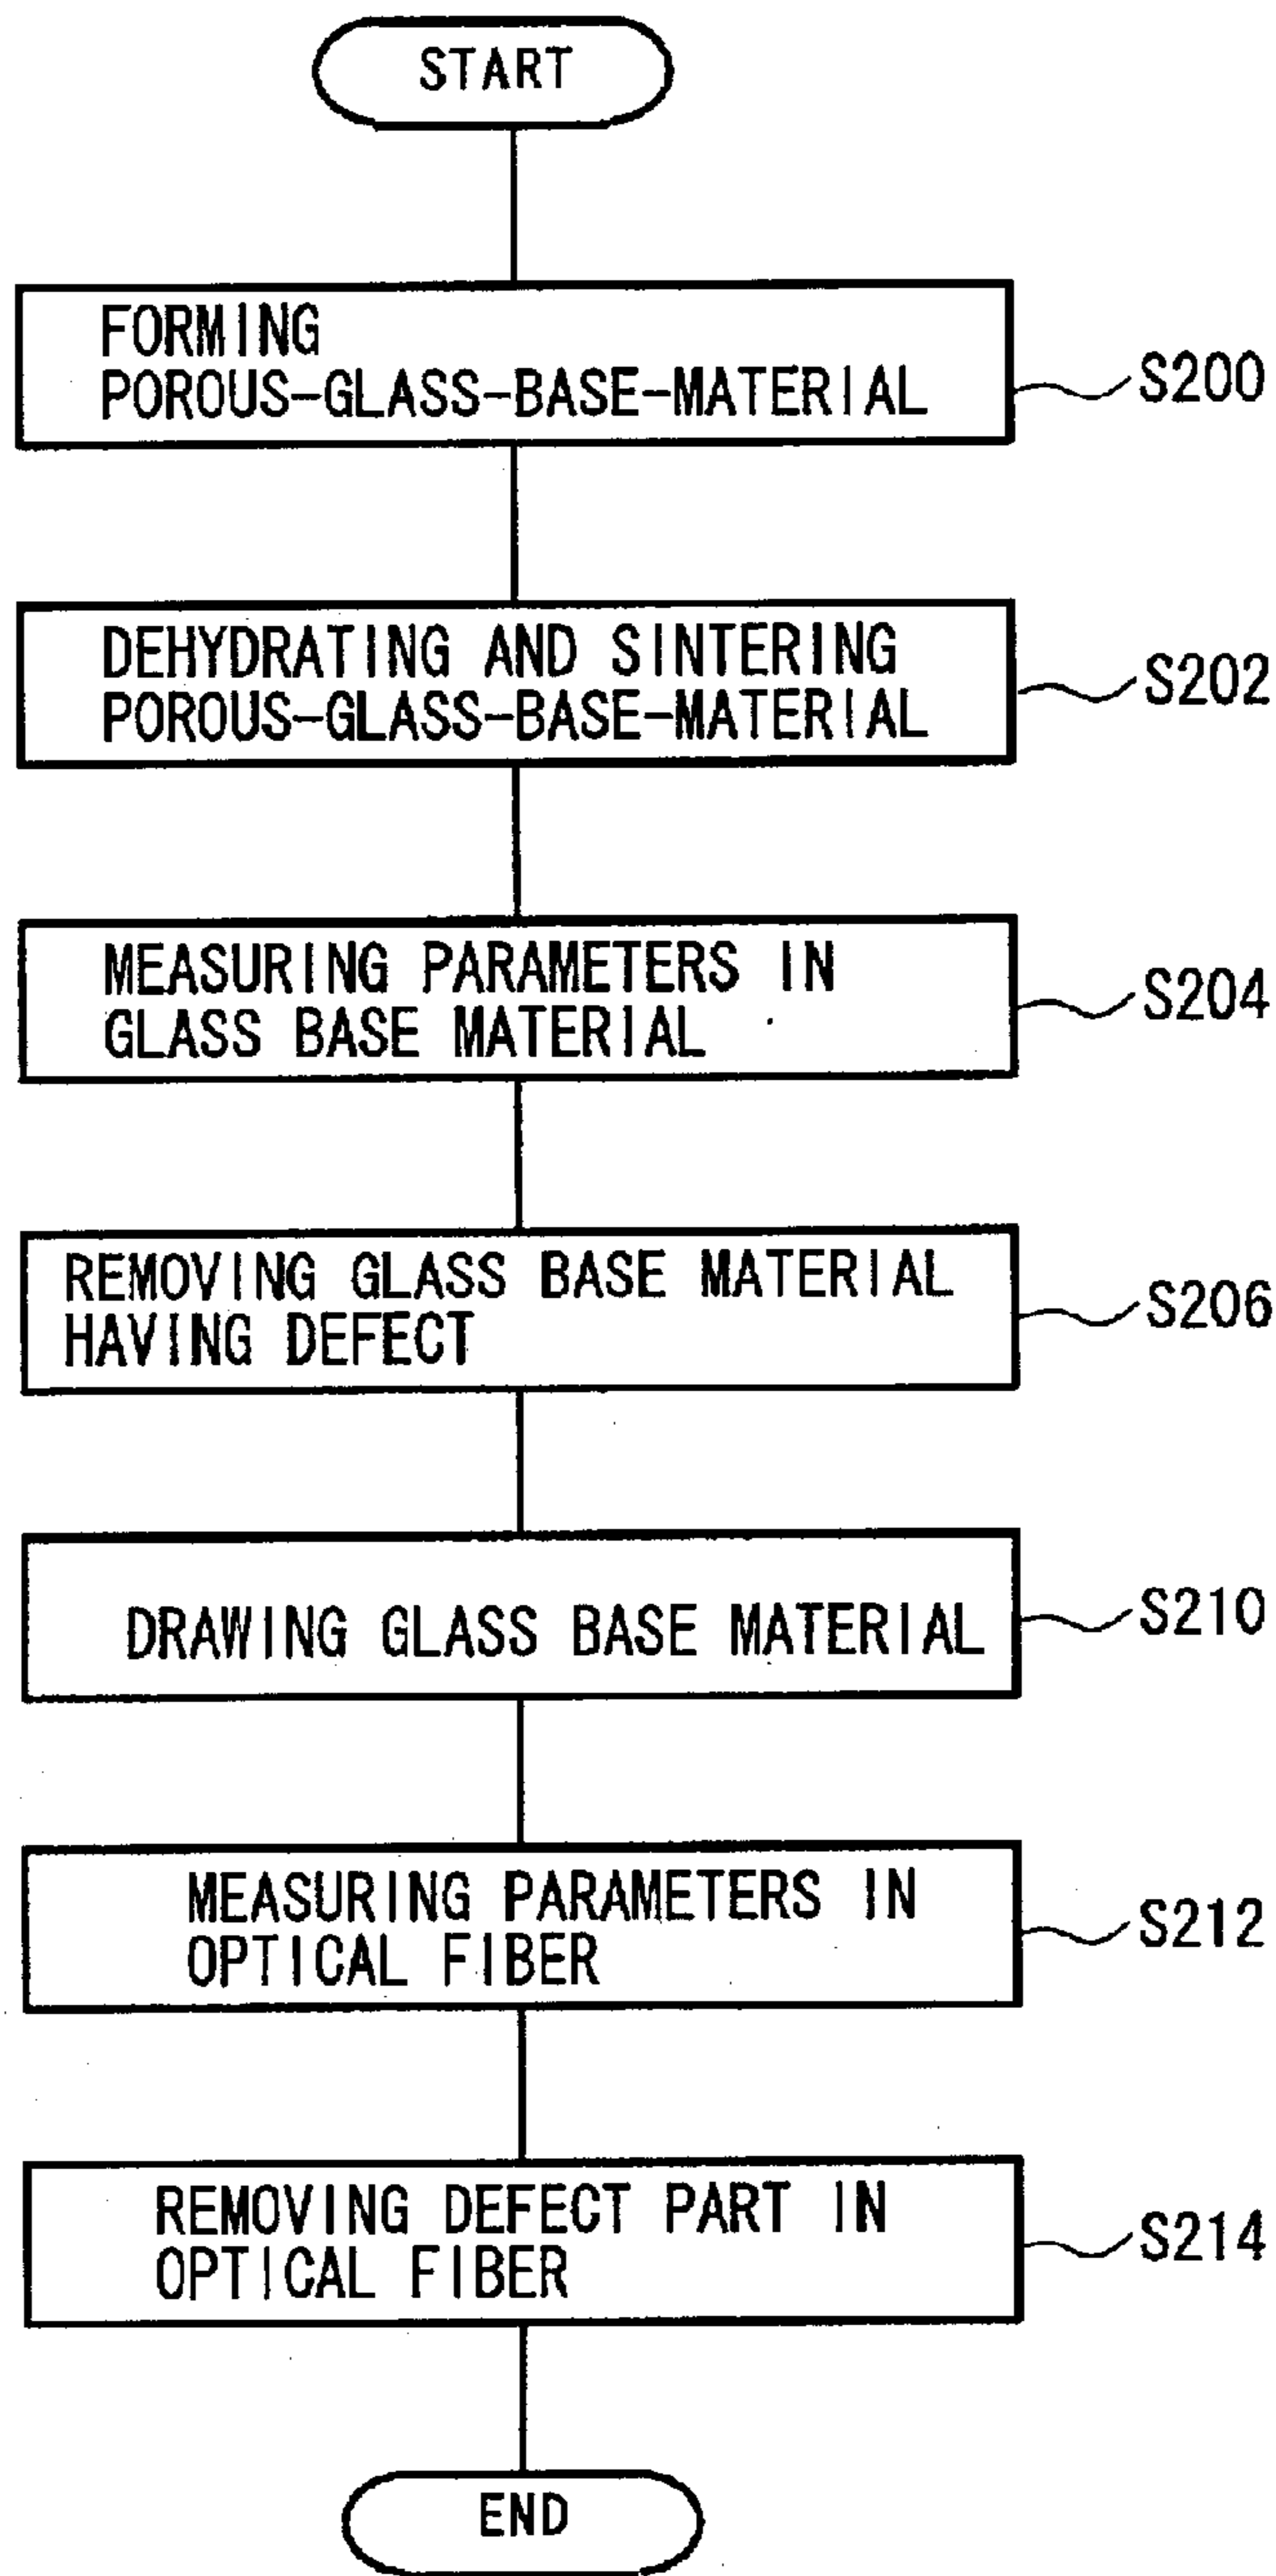 START
FORMING
POROUS-GLASS-BASE-MATERIAL
S200
DEHYDRATING AND SINTERING
POROUS-GLASS-BASE-MATERIAL
S202
MEASURING PARAMETERS IN
GLASS BASE MATERIAL
S204
REMOVING GLASS BASE MATERIAL
HAVING DEFECT
S206
DRAWING GLASS BASE MATERIAL
S210
MEASURING PARAMETERS IN
OPTICAL FIBER
S212
REMOVING DEFECT PART IN
OPTICAL FIBER
S214
END